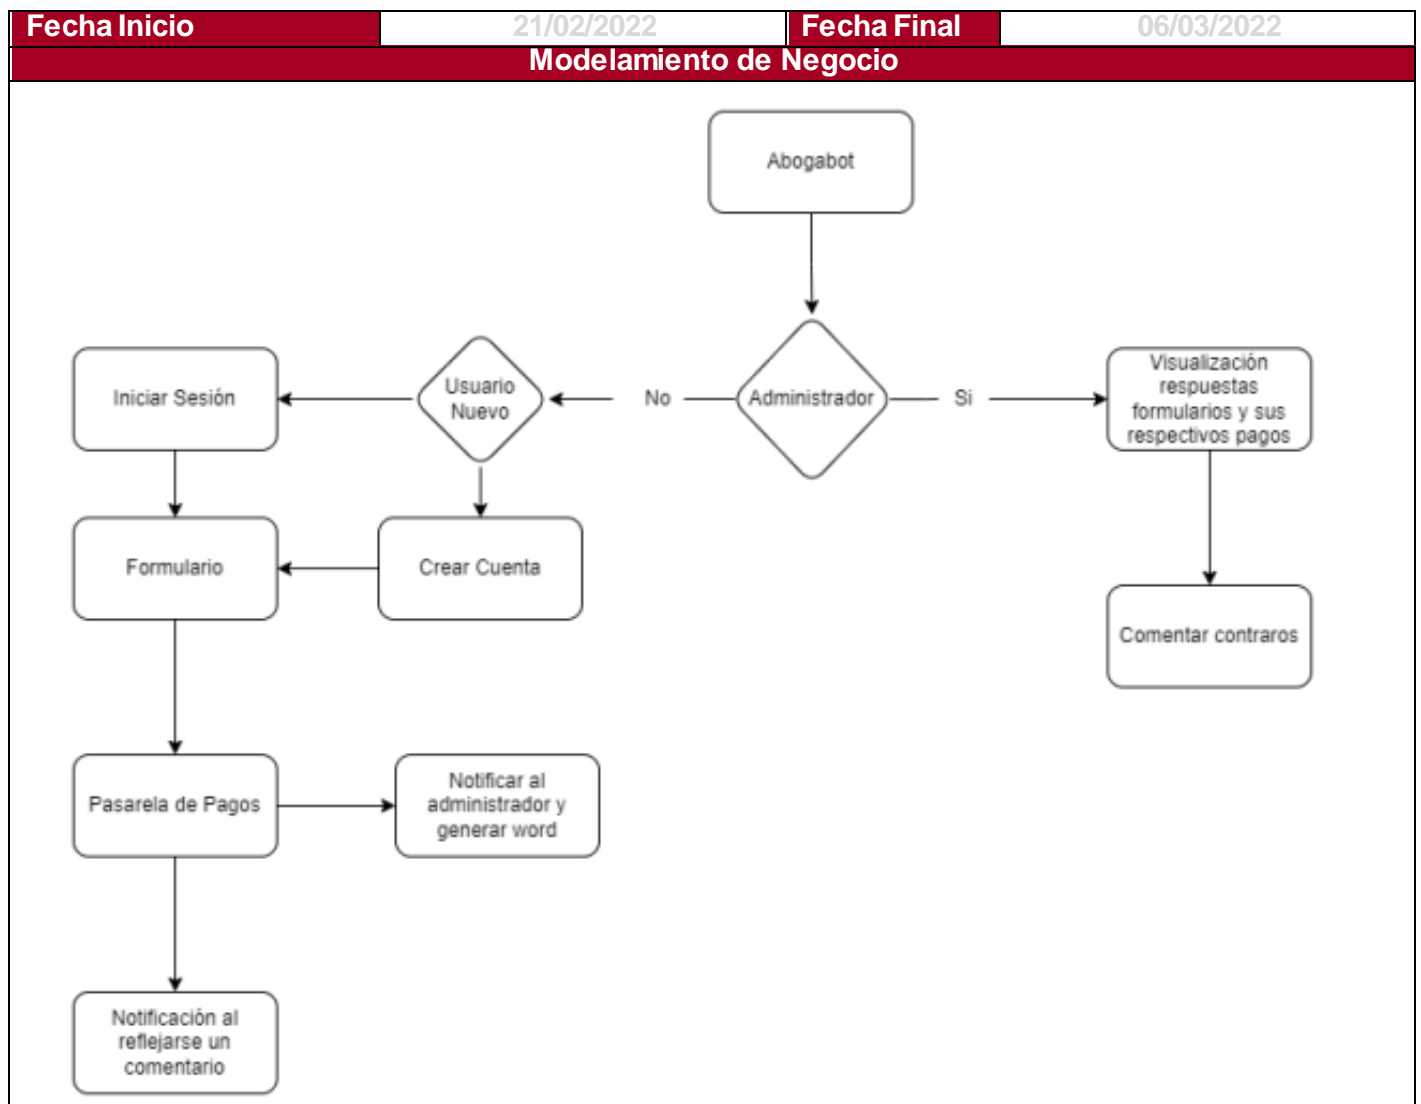 Fecha Inicio 21/02/2022 Fecha Final 06/03/2022
Modelamiento de Negocio
Abogabot
Iniciar Sesión
Usuario
Nuevo
No
Administrador
Si
Visualización
respuestas
formularios y sus
respectivos pagos
Formulario
Crear Cuenta
Comentar contraros
Pasarela de Pagos
Notificar al
administrador y
generar word
Notificación al
reflejarse un
comentario